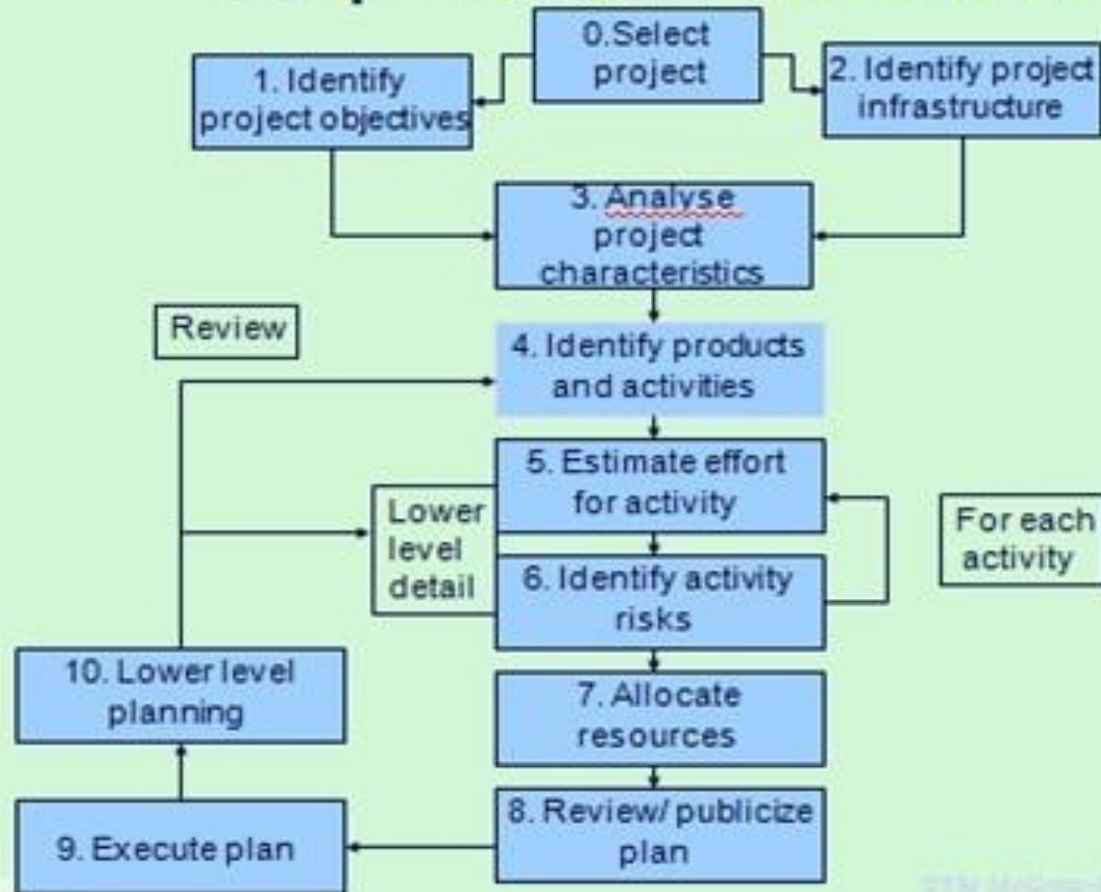 0.Select
project
1. Identify
project objectives
2. Identify project
infrastructure
3. Analyse
project
characteristics
Review
4. Identify products
and activities
5. Estimate effort
for activity
Lower
level
detail
For each
activity
6. Identify activity
risks
10. Lower level
planning
7. Allocate
resources
8. Review/ publicize
plan
9. Execute plan